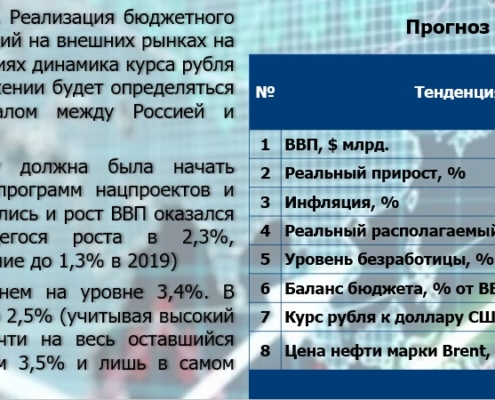 . Реализация бюджетного
ий на внешних рынках на
иях динамика курса рубля
жении будет определяться
алом между Россией и
у должна была начать
программ нацпроектов и
лись и рост ВВП оказался
щегося роста в 2,3%,
ние до 1,3% в 2019)
нем на уровне 3,4%. В
2,5% (учитывая высокий
чти на весь оставшийся
м 3,5% и лишь в самом
Прогноз
№ Тенденция
1 ВВП, $ млрд.
2 Реальный прирост, %
3 Инфляция, %
4 Реальный располагаемый
5 Уровень безработицы, %
6 Баланс бюджета, % от ВВ
7 Курс рубля к доллару СШ
8 Цена нефти марки Brent,